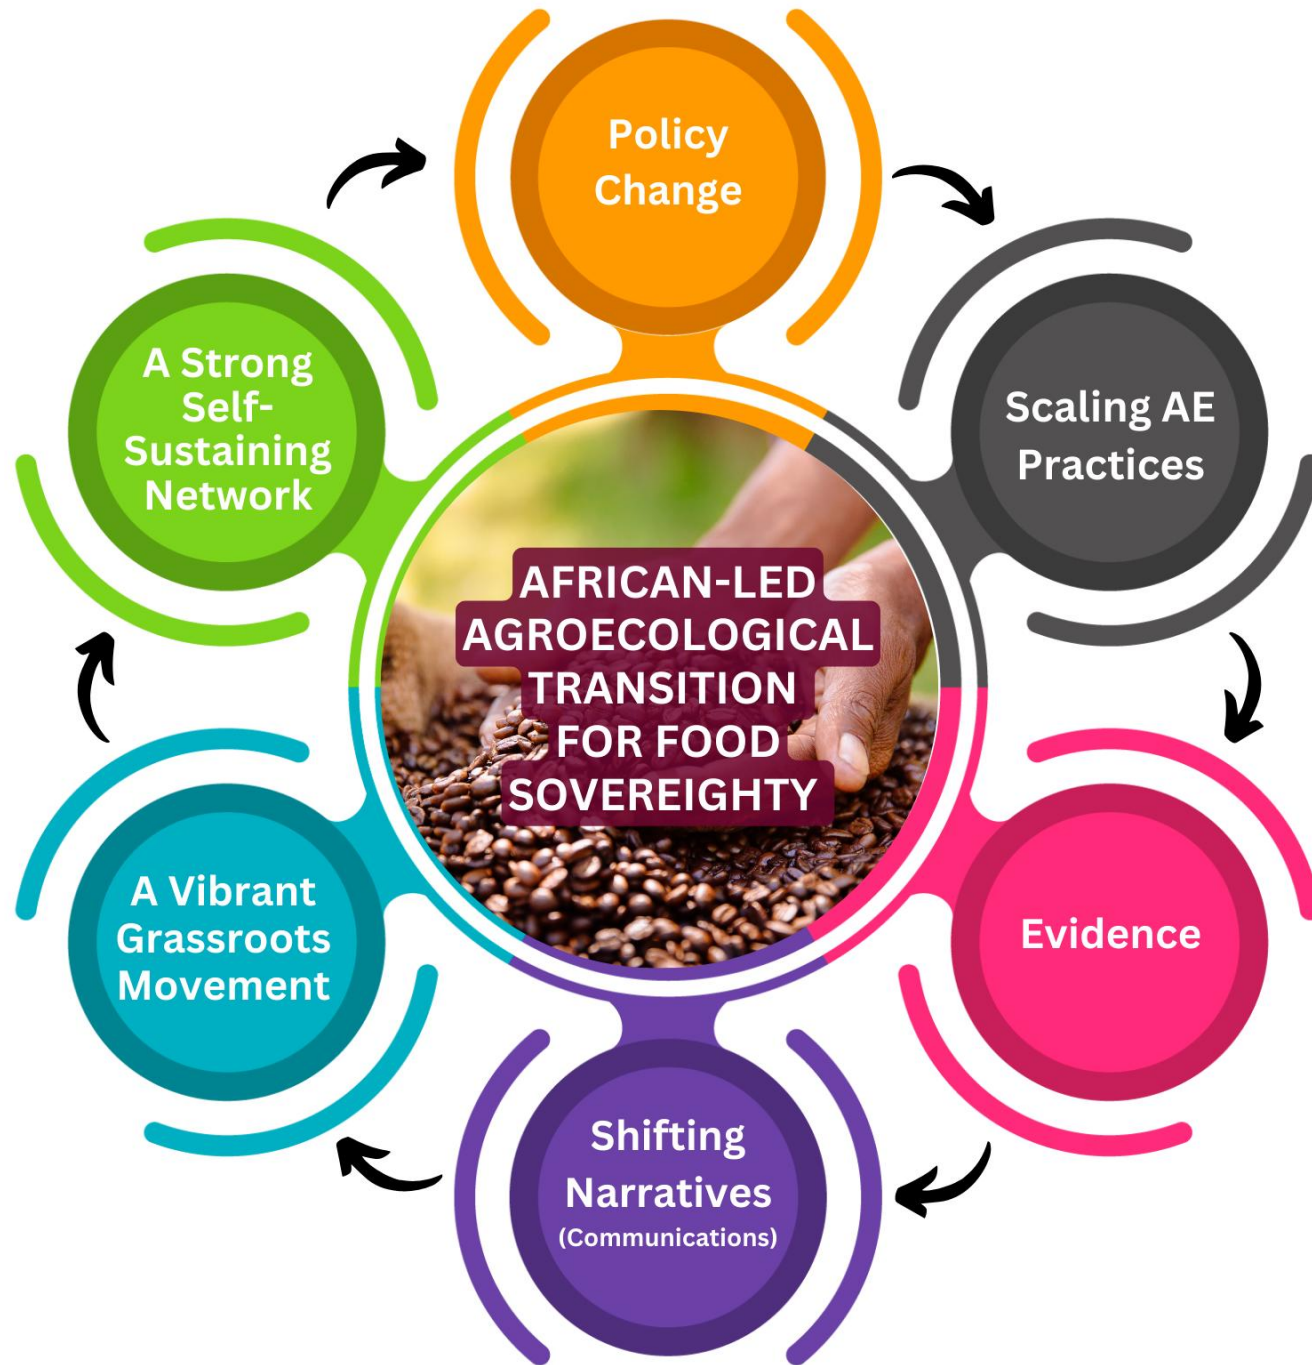 Policy
Change
Scaling AE
Practices
Evidence
Shifting
Narratives
(Communications)
A Vibrant
Grassroots
Movement
A Strong
Self-
Sustaining
Network
AFRICAN-LED
AGROECOLOGICAL
TRANSITION
FOR FOOD
SOVEREIGHTY